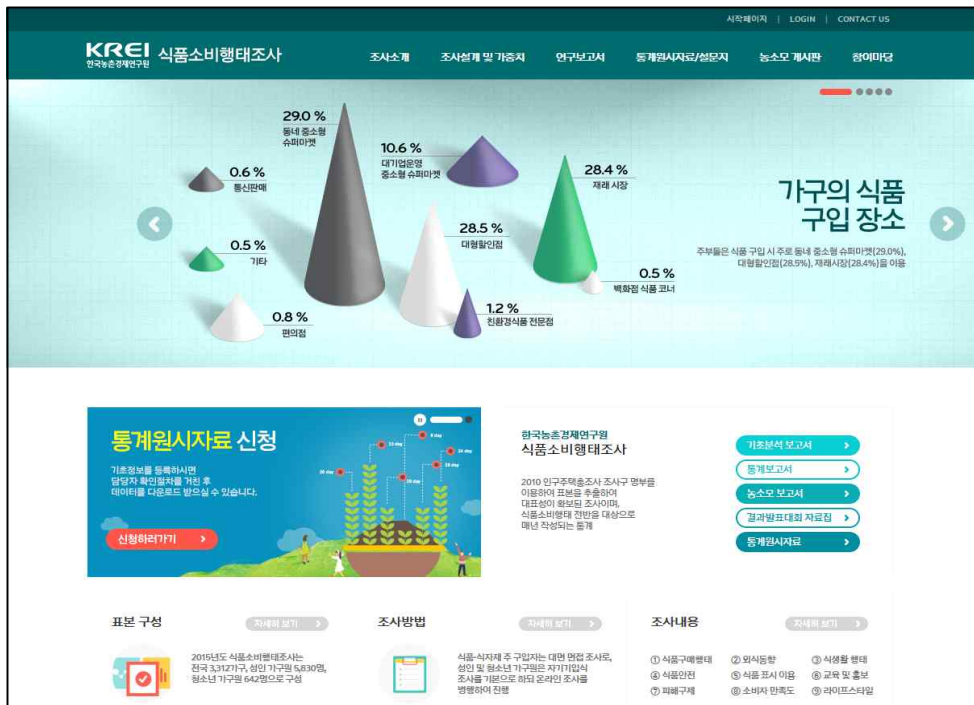 시작페이지 | LOGIN | CONTACT US
KREI 식품소비행태조사
한국농촌경제연구원
조사소개 조사설계 및 가중치 연구보고서 통계원시자료/설문지 농소모 게시판 참여마당
29.0 %
동네 중소형
슈퍼마켓
10.6 %
대기업운영
중소형 슈퍼마켓
0.6 %
통신판매
28.4 %
재래 시장
28.5 %
대형할인점
0.5 %
기타
0.5 %
백화점 식품 코너
0.8 %
편의점
1.2 %
친환경식품 전문점
가구의 식품
구입 장소
주부들은 식품 구입 시 주로 동네 중소형 슈퍼마켓(29.0%),
대형할인점(28.5%), 재래시장(28.4%)을 이용
통계원시자료 신청
기초정보를 등록하시면
담당자 확인절차를 거친 후
데이터를 다운로드 받으실 수 있습니다.
신청하러가기
한국농촌경제연구원
식품소비행태조사
2010 인구주택총조사 조사구 명부를
이용하여 표본을 추출하여
대표성이 확보된 조사이며,
식품소비행태 전반을 대상으로
매년 작성되는 통계
기초분석 보고서
통계보고서
농소모 보고서
결과발표대회 자료집
통계원시자료
표본 구성 자세히 보기
2015년도 식품소비행태조사는
전국 3,312가구, 성인 가구원 5,830명,
청소년 가구원 642명으로 구성
조사방법 자세히 보기
식품·식자재 주 구입자는 대면 면접 조사로,
성인 및 청소년 가구원은 자기기입식
조사를 기본으로 하되 온라인 조사를
병행하여 진행
조사내용 자세히 보기
① 식품구매행태 ② 외식동향 ③ 식생활 행태
④ 식품안전 ⑤ 식품 표시 이용 ⑥ 교육 및 홍보
⑦ 피해구제 ⑧ 소비자 만족도 ⑨ 라이프스타일